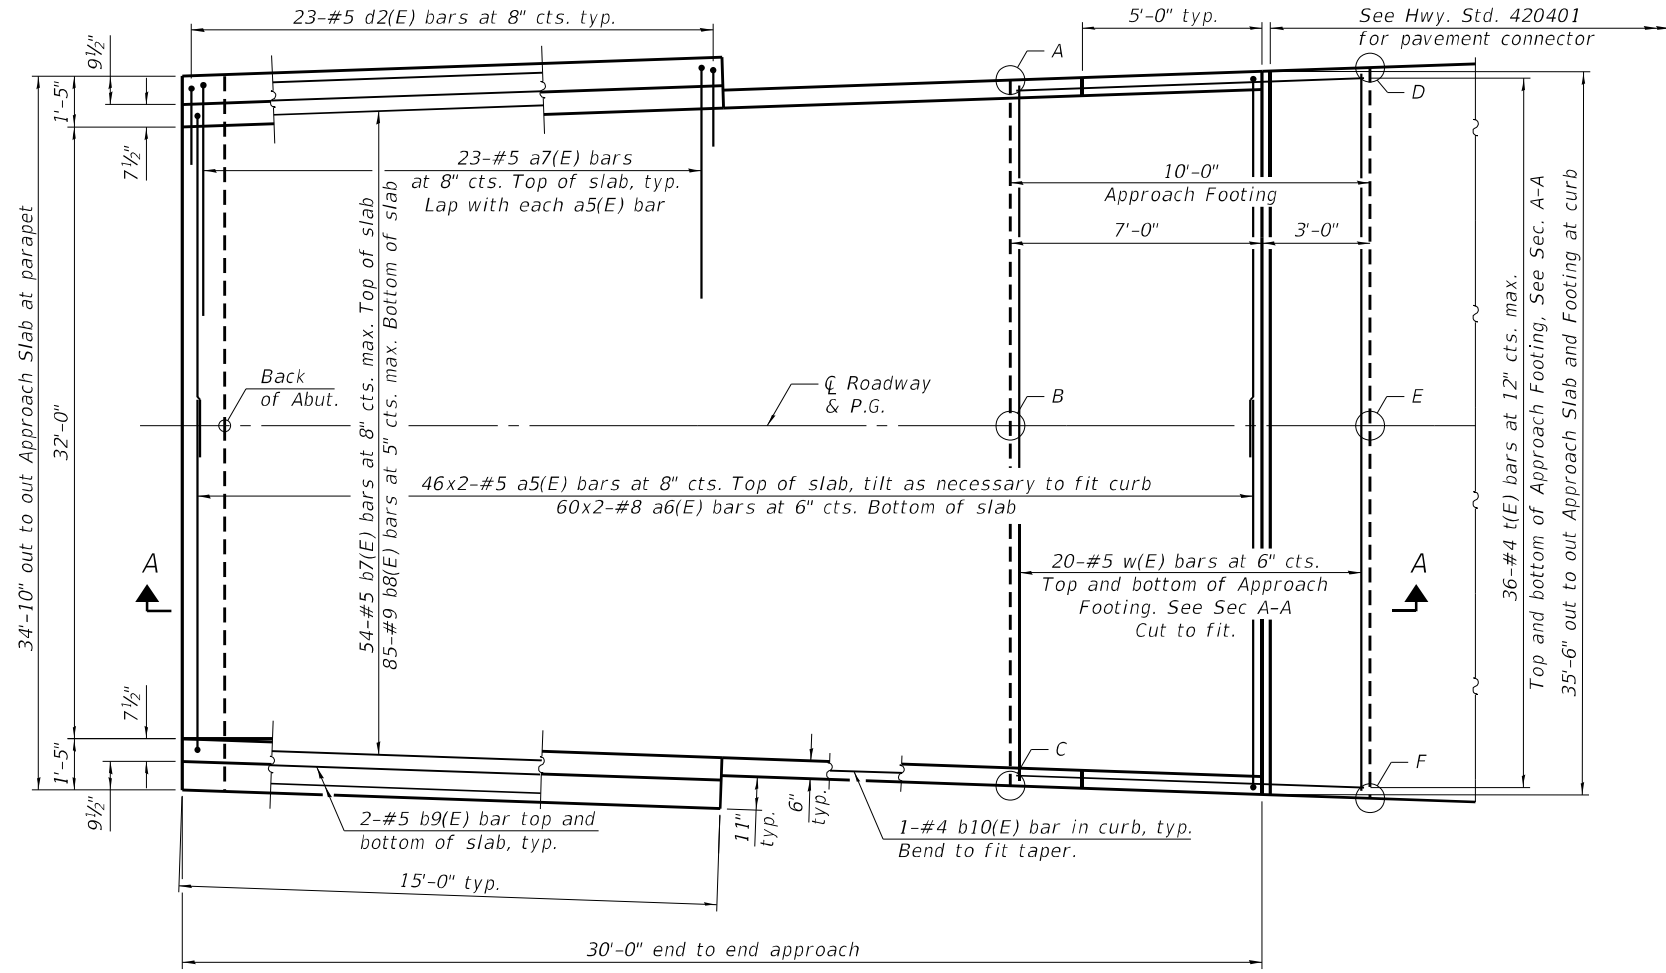 23-#5 d2(E) bars at 8" cts. typ.
5'-0" typ.
See Hwy. Std. 420401
for pavement connector
9½"
1'-5"
7½"
A
D
23-#5 a7(E) bars
at 8" cts. Top of slab, typ.
Lap with each a5(E) bar
10'-0"
Approach Footing
7'-0"
3'-0"
34'-10" out to out Approach Slab at parapet
32'-0"
54-#5 b7(E) bars at 8" cts. max. Top of slab
85-#9 b8(E) bars at 5" cts. max. Bottom of slab
36-#4 t(E) bars at 12" cts. max.
Top and bottom of Approach Footing, See Sec. A-A
35'-6" out to out Approach Slab and Footing at curb
Back
of Abut.
℄ Roadway
& P.G.
B
E
46x2-#5 a5(E) bars at 8" cts. Top of slab, tilt as necessary to fit curb
60x2-#8 a6(E) bars at 6" cts. Bottom of slab
A
A
20-#5 w(E) bars at 6" cts.
Top and bottom of Approach
Footing. See Sec A-A
Cut to fit.
7½"
1'-5"
9½"
C
F
2-#5 b9(E) bar top and
bottom of slab, typ.
11"
typ.
6"
typ.
1-#4 b10(E) bar in curb, typ.
Bend to fit taper.
15'-0" typ.
30'-0" end to end approach